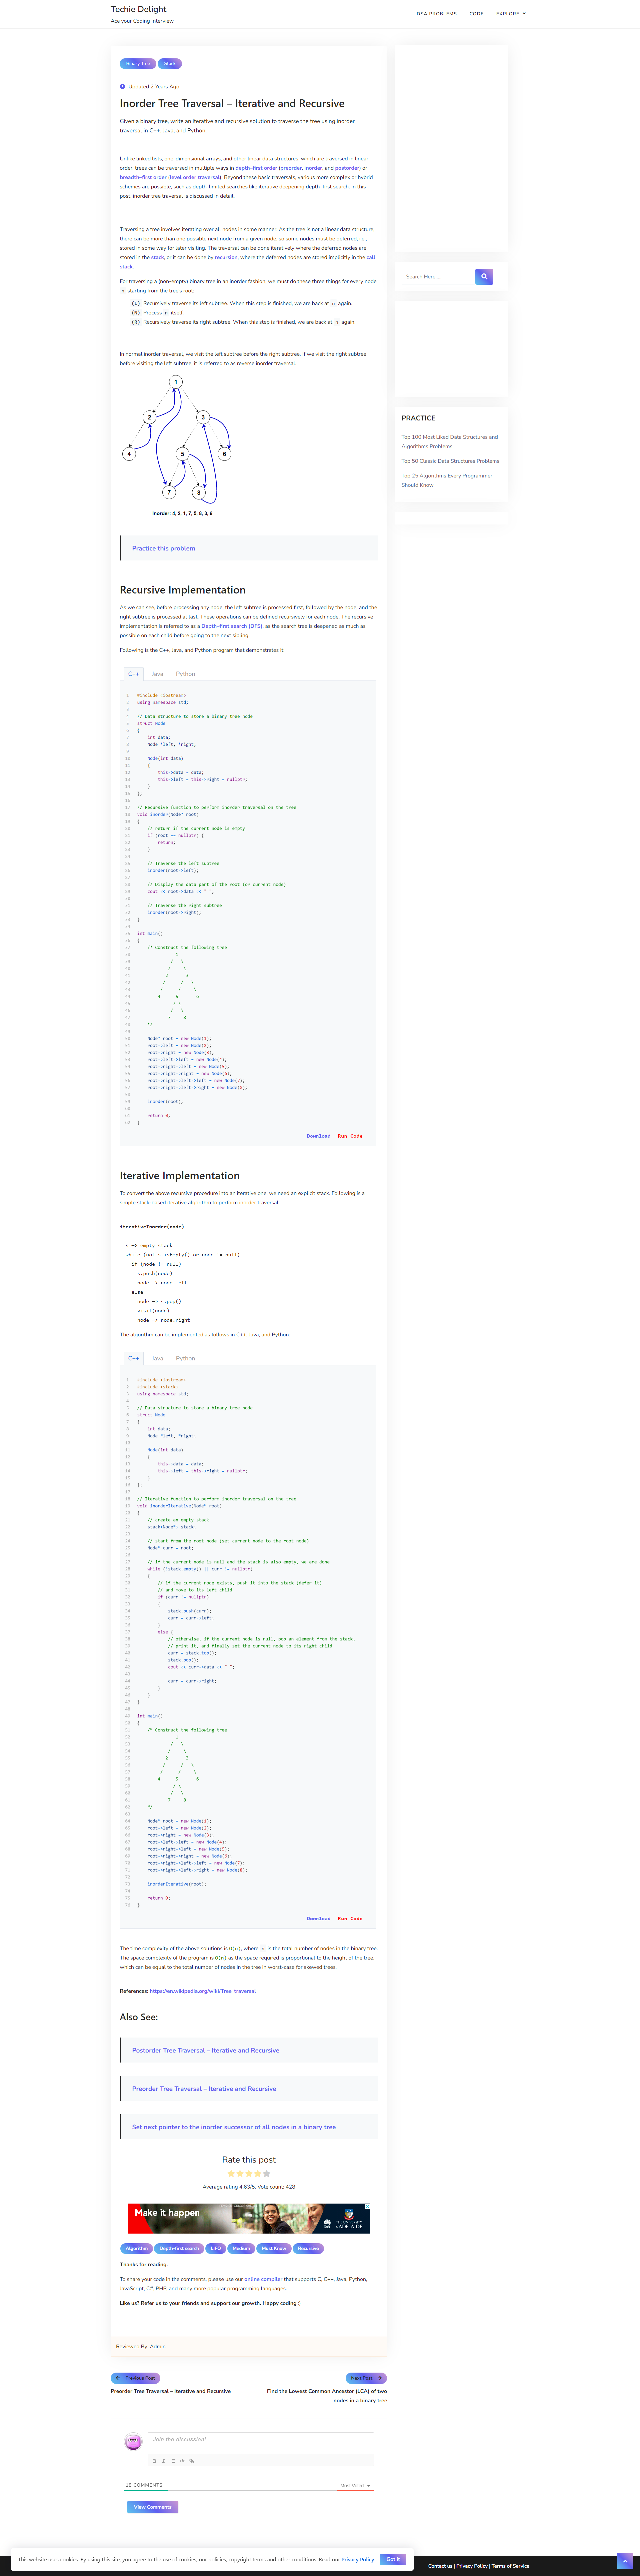 Techie Delight
Ace your Coding Interview
DSA PROBLEMS
CODE
EXPLORE
Binary Tree
Stack
Updated 2 Years Ago
Inorder Tree Traversal – Iterative and Recursive
Given a binary tree, write an iterative and recursive solution to traverse the tree using inorder
traversal in C++, Java, and Python.
Unlike linked lists, one-dimensional arrays, and other linear data structures, which are traversed in linear
order, trees can be traversed in multiple ways in depth-first order (preorder, inorder, and postorder) or
breadth-first order (level order traversal). Beyond these basic traversals, various more complex or hybrid
schemes are possible, such as depth-limited searches like iterative deepening depth-first search. In this
post, inorder tree traversal is discussed in detail.
Traversing a tree involves iterating over all nodes in some manner. As the tree is not a linear data structure,
there can be more than one possible next node from a given node, so some nodes must be deferred, i.e.,
stored in some way for later visiting. The traversal can be done iteratively where the deferred nodes are
stored in the stack, or it can be done by recursion, where the deferred nodes are stored implicitly in the call
stack.
For traversing a (non-empty) binary tree in an inorder fashion, we must do these three things for every node
n starting from the tree's root:
(L) Recursively traverse its left subtree. When this step is finished, we are back at n again.
(N) Process n itself.
(R) Recursively traverse its right subtree. When this step is finished, we are back at n again.
In normal inorder traversal, we visit the left subtree before the right subtree. If we visit the right subtree
before visiting the left subtree, it is referred to as reverse inorder traversal.
1
2
3
4
5
6
7
8
Inorder: 4, 2, 1, 7, 5, 8, 3, 6
Practice this problem
Recursive Implementation
As we can see, before processing any node, the left subtree is processed first, followed by the node, and the
right subtree is processed at last. These operations can be defined recursively for each node. The recursive
implementation is referred to as a Depth-first search (DFS), as the search tree is deepened as much as
possible on each child before going to the next sibling.
Following is the C++, Java, and Python program that demonstrates it:
C++
Java
Python
#include <iostream>
using namespace std;
// Data structure to store a binary tree node
struct Node
{
int data;
Node *left, *right;
Node(int data)
{
this->data = data;
this->left = this->right = nullptr;
}
};
// Recursive function to perform inorder traversal on the tree
void inorder(Node* root)
{
// return if the current node is empty
if (root == nullptr) {
return;
}
// Traverse the left subtree
inorder(root->left);
// Display the data part of the root (or current node)
cout << root->data << " ";
// Traverse the right subtree
inorder(root->right);
}
int main()
{
/* Construct the following tree
1
/ \
/ \
2 3
/ / \
/ / \
4 5 6
/ \
/ \
7 8
*/
Node* root = new Node(1);
root->left = new Node(2);
root->right = new Node(3);
root->left->left = new Node(4);
root->right->left = new Node(5);
root->right->right = new Node(6);
root->right->left->left = new Node(7);
root->right->left->right = new Node(8);
inorder(root);
return 0;
}
Download
Run Code
Iterative Implementation
To convert the above recursive procedure into an iterative one, we need an explicit stack. Following is a
simple stack-based iterative algorithm to perform inorder traversal:
iterativeInorder(node)
s —> empty stack
while (not s.isEmpty() or node != null)
if (node != null)
s.push(node)
node —> node.left
else
node —> s.pop()
visit(node)
node —> node.right
The algorithm can be implemented as follows in C++, Java, and Python:
C++
Java
Python
#include <iostream>
#include <stack>
using namespace std;
// Data structure to store a binary tree node
struct Node
{
int data;
Node *left, *right;
Node(int data)
{
this->data = data;
this->left = this->right = nullptr;
}
};
// Iterative function to perform inorder traversal on the tree
void inorderIterative(Node* root)
{
// create an empty stack
stack<Node*> stack;
// start from the root node (set current node to the root node)
Node* curr = root;
// if the current node is null and the stack is also empty, we are done
while (!stack.empty() || curr != nullptr)
{
// if the current node exists, push it into the stack (defer it)
// and move to its left child
if (curr != nullptr)
{
stack.push(curr);
curr = curr->left;
}
else {
// otherwise, if the current node is null, pop an element from the stack,
// print it, and finally set the current node to its right child
curr = stack.top();
stack.pop();
cout << curr->data << " ";
curr = curr->right;
}
}
}
int main()
{
/* Construct the following tree
1
/ \
/ \
2 3
/ / \
/ / \
4 5 6
/ \
/ \
7 8
*/
Node* root = new Node(1);
root->left = new Node(2);
root->right = new Node(3);
root->left->left = new Node(4);
root->right->left = new Node(5);
root->right->right = new Node(6);
root->right->left->left = new Node(7);
root->right->left->right = new Node(8);
inorderIterative(root);
return 0;
}
Download
Run Code
The time complexity of the above solutions is O(n), where n is the total number of nodes in the binary tree.
The space complexity of the program is O(n) as the space required is proportional to the height of the tree,
which can be equal to the total number of nodes in the tree in worst-case for skewed trees.
References: https://en.wikipedia.org/wiki/Tree_traversal
Also See:
Postorder Tree Traversal – Iterative and Recursive
Preorder Tree Traversal – Iterative and Recursive
Set next pointer to the inorder successor of all nodes in a binary tree
Rate this post
Average rating 4.63/5. Vote count: 428
Make it happen
THE UNIVERSITY
of ADELAIDE
Algorithm
Depth-first search
LIFO
Medium
Must Know
Recursive
Thanks for reading.
To share your code in the comments, please use our online compiler that supports C, C++, Java, Python,
JavaScript, C#, PHP, and many more popular programming languages.
Like us? Refer us to your friends and support our growth. Happy coding :)
Reviewed By: Admin
Previous Post
Preorder Tree Traversal – Iterative and Recursive
Next Post
Find the Lowest Common Ancestor (LCA) of two
nodes in a binary tree
Join the discussion!
18 COMMENTS
Most Voted
View Comments
Search Here.....
PRACTICE
Top 100 Most Liked Data Structures and
Algorithms Problems
Top 50 Classic Data Structures Problems
Top 25 Algorithms Every Programmer
Should Know
This website uses cookies. By using this site, you agree to the use of cookies, our policies, copyright terms and other conditions. Read our Privacy Policy.
Got it
Contact us | Privacy Policy | Terms of Service